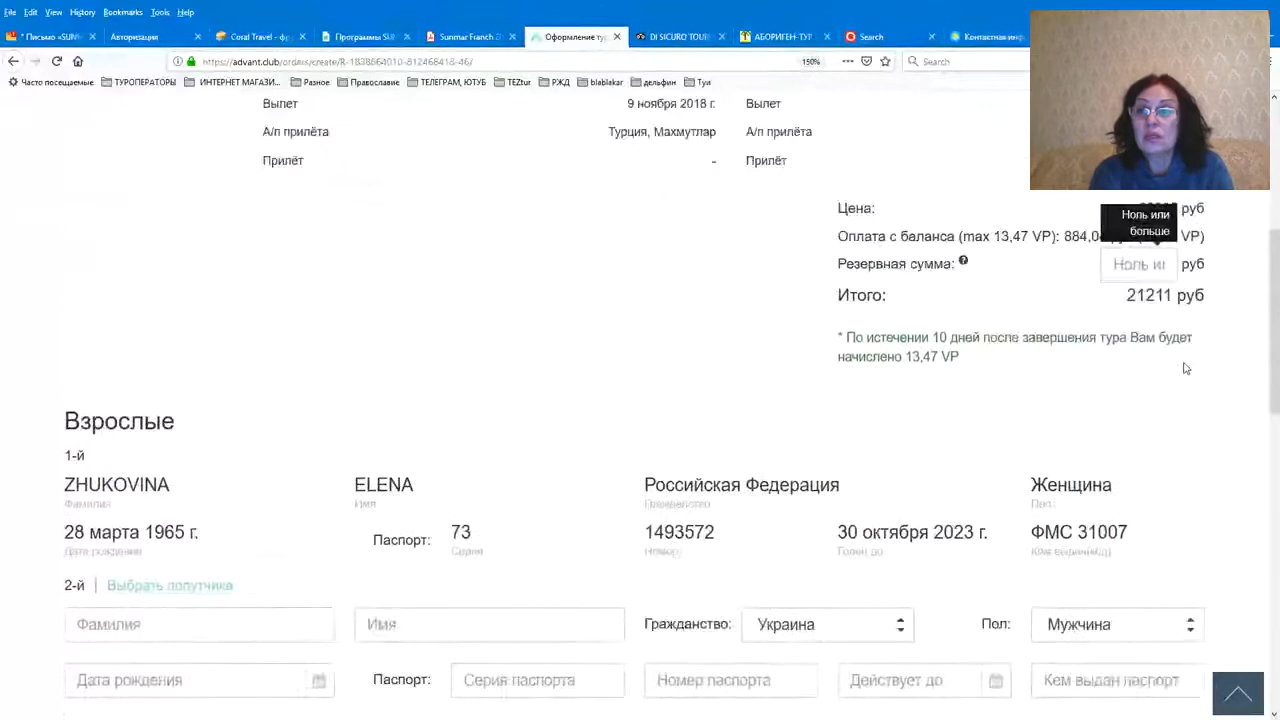 File Edit View History Bookmarks Tools Help
* Письмо «SUN Авторизация Coral Travel - ф Программы SUN Sunmar Franch 2 Оформление ту DI SICURO TOUR АБОРИГЕН-ТУР Search Контактная ин
https://advant.club/orders/create/R-1838664010-812468418-46/ 150% Search
Часто посещаемые ТУРОПЕРАТОРЫ ИНТЕРНЕТ МАГАЗИ... Разное Православие ТЕЛЕГРАМ, ЮТУБ TEZtur РЖД blablakar дельфин Туи
Вылет 9 ноября 2018 г. Вылет
А/п прилёта Турция, Махмутлар А/п прилёта
Прилёт - Прилёт
Цена: руб
Ноль или
больше
Оплата с баланса (max 13,47 VP): 884,0 VP)
Резервная сумма: Ноль и руб
Итого: 21211 руб
* По истечении 10 дней после завершения тура Вам будет
начислено 13,47 VP
Взрослые
1-й
ZHUKOVINA ELENA Российская Федерация Женщина
Фамилия Имя Гражданство Пол
28 марта 1965 г. Паспорт: 73 1493572 30 октября 2023 г. ФМС 31007
Дата рождения Серия Номер Годен до Кем выдан
2-й | Выбрать попутчика
Фамилия Имя Гражданство: Украина Пол: Мужчина
Дата рождения Паспорт: Серия паспорта Номер паспорта Действует до Кем выдан паспорт